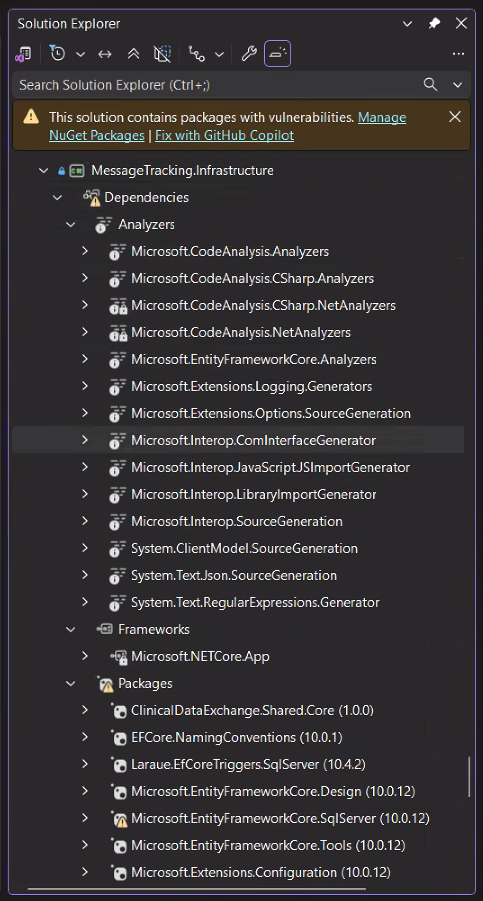 Solution Explorer
Search Solution Explorer (Ctrl+;)
This solution contains packages with vulnerabilities. Manage
NuGet Packages | Fix with GitHub Copilot
MessageTracking.Infrastructure
Dependencies
Analyzers
Microsoft.CodeAnalysis.Analyzers
Microsoft.CodeAnalysis.CSharp.Analyzers
Microsoft.CodeAnalysis.CSharp.NetAnalyzers
Microsoft.CodeAnalysis.NetAnalyzers
Microsoft.EntityFrameworkCore.Analyzers
Microsoft.Extensions.Logging.Generators
Microsoft.Extensions.Options.SourceGeneration
Microsoft.Interop.ComInterfaceGenerator
Microsoft.Interop.JavaScript.JSImportGenerator
Microsoft.Interop.LibraryImportGenerator
Microsoft.Interop.SourceGeneration
System.ClientModel.SourceGeneration
System.Text.Json.SourceGeneration
System.Text.RegularExpressions.Generator
Frameworks
Microsoft.NETCore.App
Packages
ClinicalDataExchange.Shared.Core (1.0.0)
EFCore.NamingConventions (10.0.1)
Laraue.EfCoreTriggers.SqlServer (10.4.2)
Microsoft.EntityFrameworkCore.Design (10.0.12)
Microsoft.EntityFrameworkCore.SqlServer (10.0.12)
Microsoft.EntityFrameworkCore.Tools (10.0.12)
Microsoft.Extensions.Configuration (10.0.12)